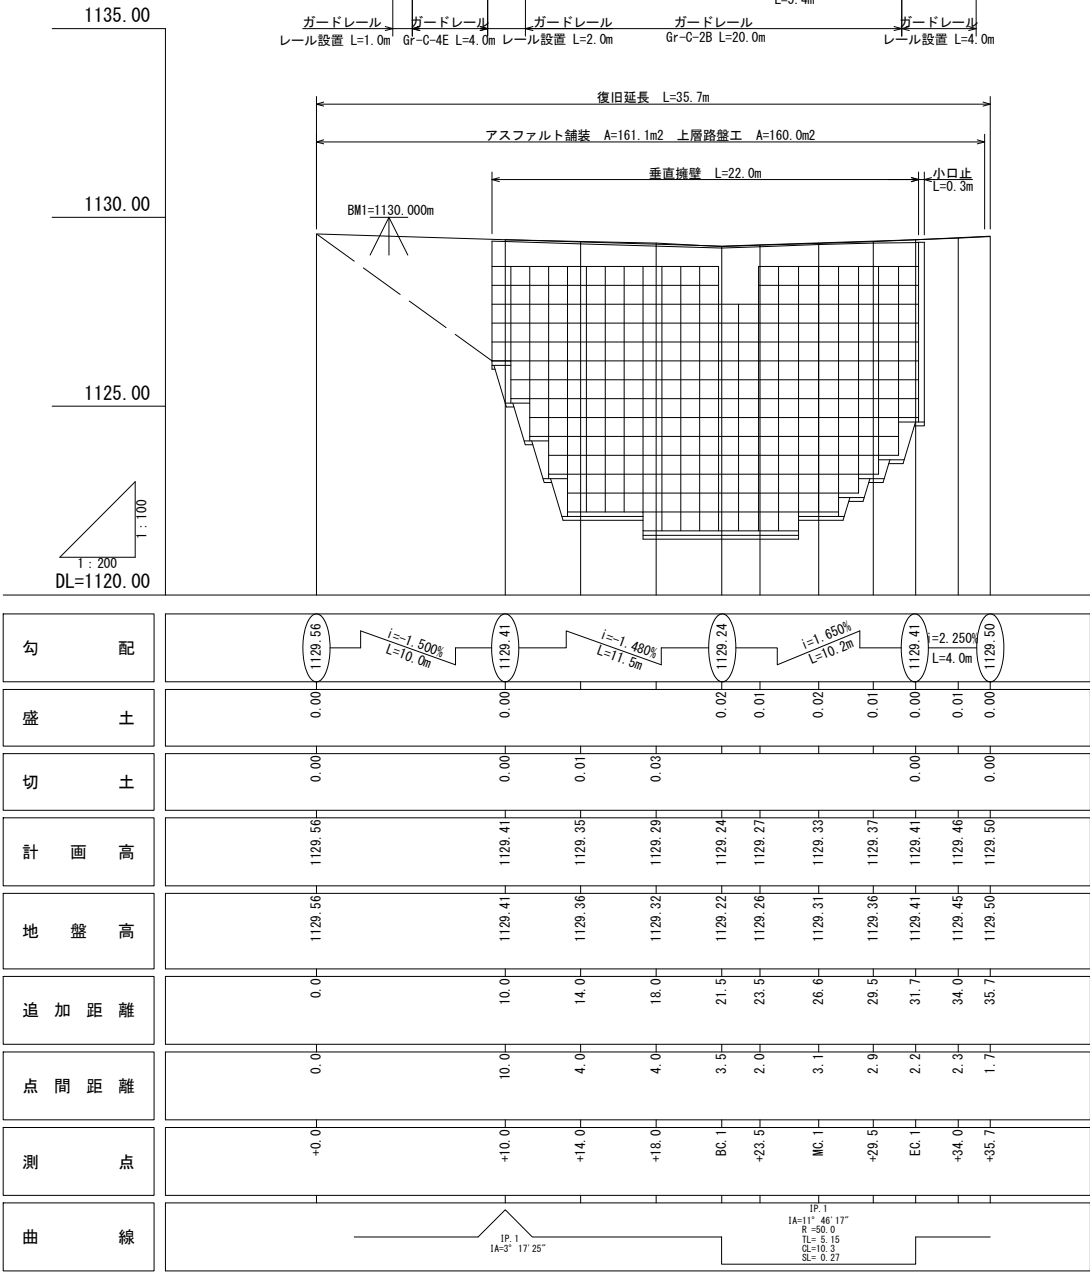 L=5.4m
1135.00
ガードレール ガードレール ガードレール ガードレール ガードレール
レール設置 L=1.0m Gr-C-4E L=4.0m レール設置 L=2.0m Gr-C-2B L=20.0m レール設置 L=4.0m
復旧延長 L=35.7m
アスファルト舗装 A=161.1m2 上層路盤工 A=160.0m2
垂直擁壁 L=22.0m
小口止
L=0.3m
1130.00
BM1=1130.000m
1125.00
1:100
1:200
DL=1120.00
勾配
1129.56 i=-1.500% L=10.0m 1129.41 i=-1.480% L=11.5m 1129.24 i=1.650% L=10.2m 1129.41 i=2.250% L=4.0m 1129.50
盛土
0.00 0.00 0.02 0.01 0.02 0.01 0.00 0.01 0.00
切土
0.00 0.00 0.01 0.03 0.00 0.00
計画高
1129.56 1129.41 1129.35 1129.29 1129.24 1129.27 1129.33 1129.37 1129.41 1129.46 1129.50
地盤高
1129.56 1129.41 1129.36 1129.32 1129.22 1129.26 1129.31 1129.36 1129.41 1129.45 1129.50
追加距離
0.0 10.0 14.0 18.0 21.5 23.5 26.6 29.5 31.7 34.0 35.7
点間距離
0.0 10.0 4.0 4.0 3.5 2.0 3.1 2.9 2.2 2.3 1.7
測点
+0.0 +10.0 +14.0 +18.0 BC.1 +23.5 MC.1 +29.5 EC.1 +34.0 +35.7
曲線
IP.1
IA=3° 17' 25"
IP.1
IA=11° 46' 17"
R =50.0
TL= 5.15
CL=10.3
SL= 0.27